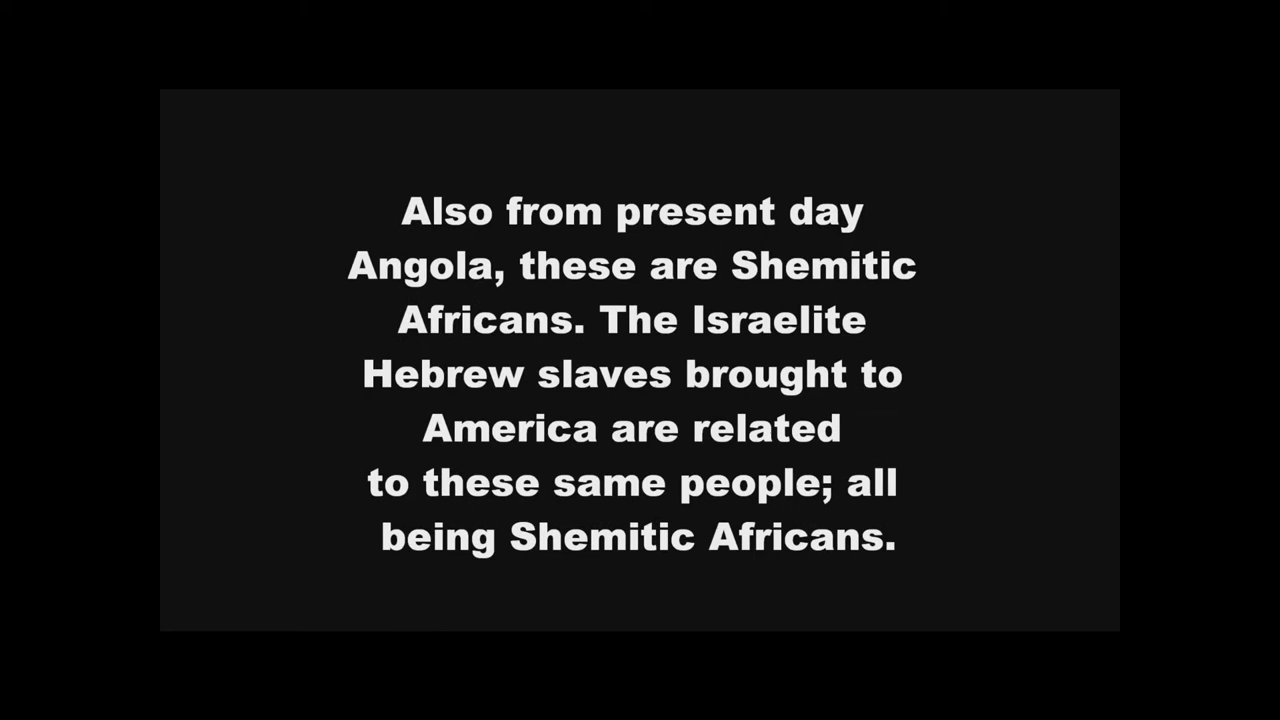 Also from present day
Angola, these are Shemitic
Africans. The Israelite
Hebrew slaves brought to
America are related
to these same people; all
being Shemitic Africans.